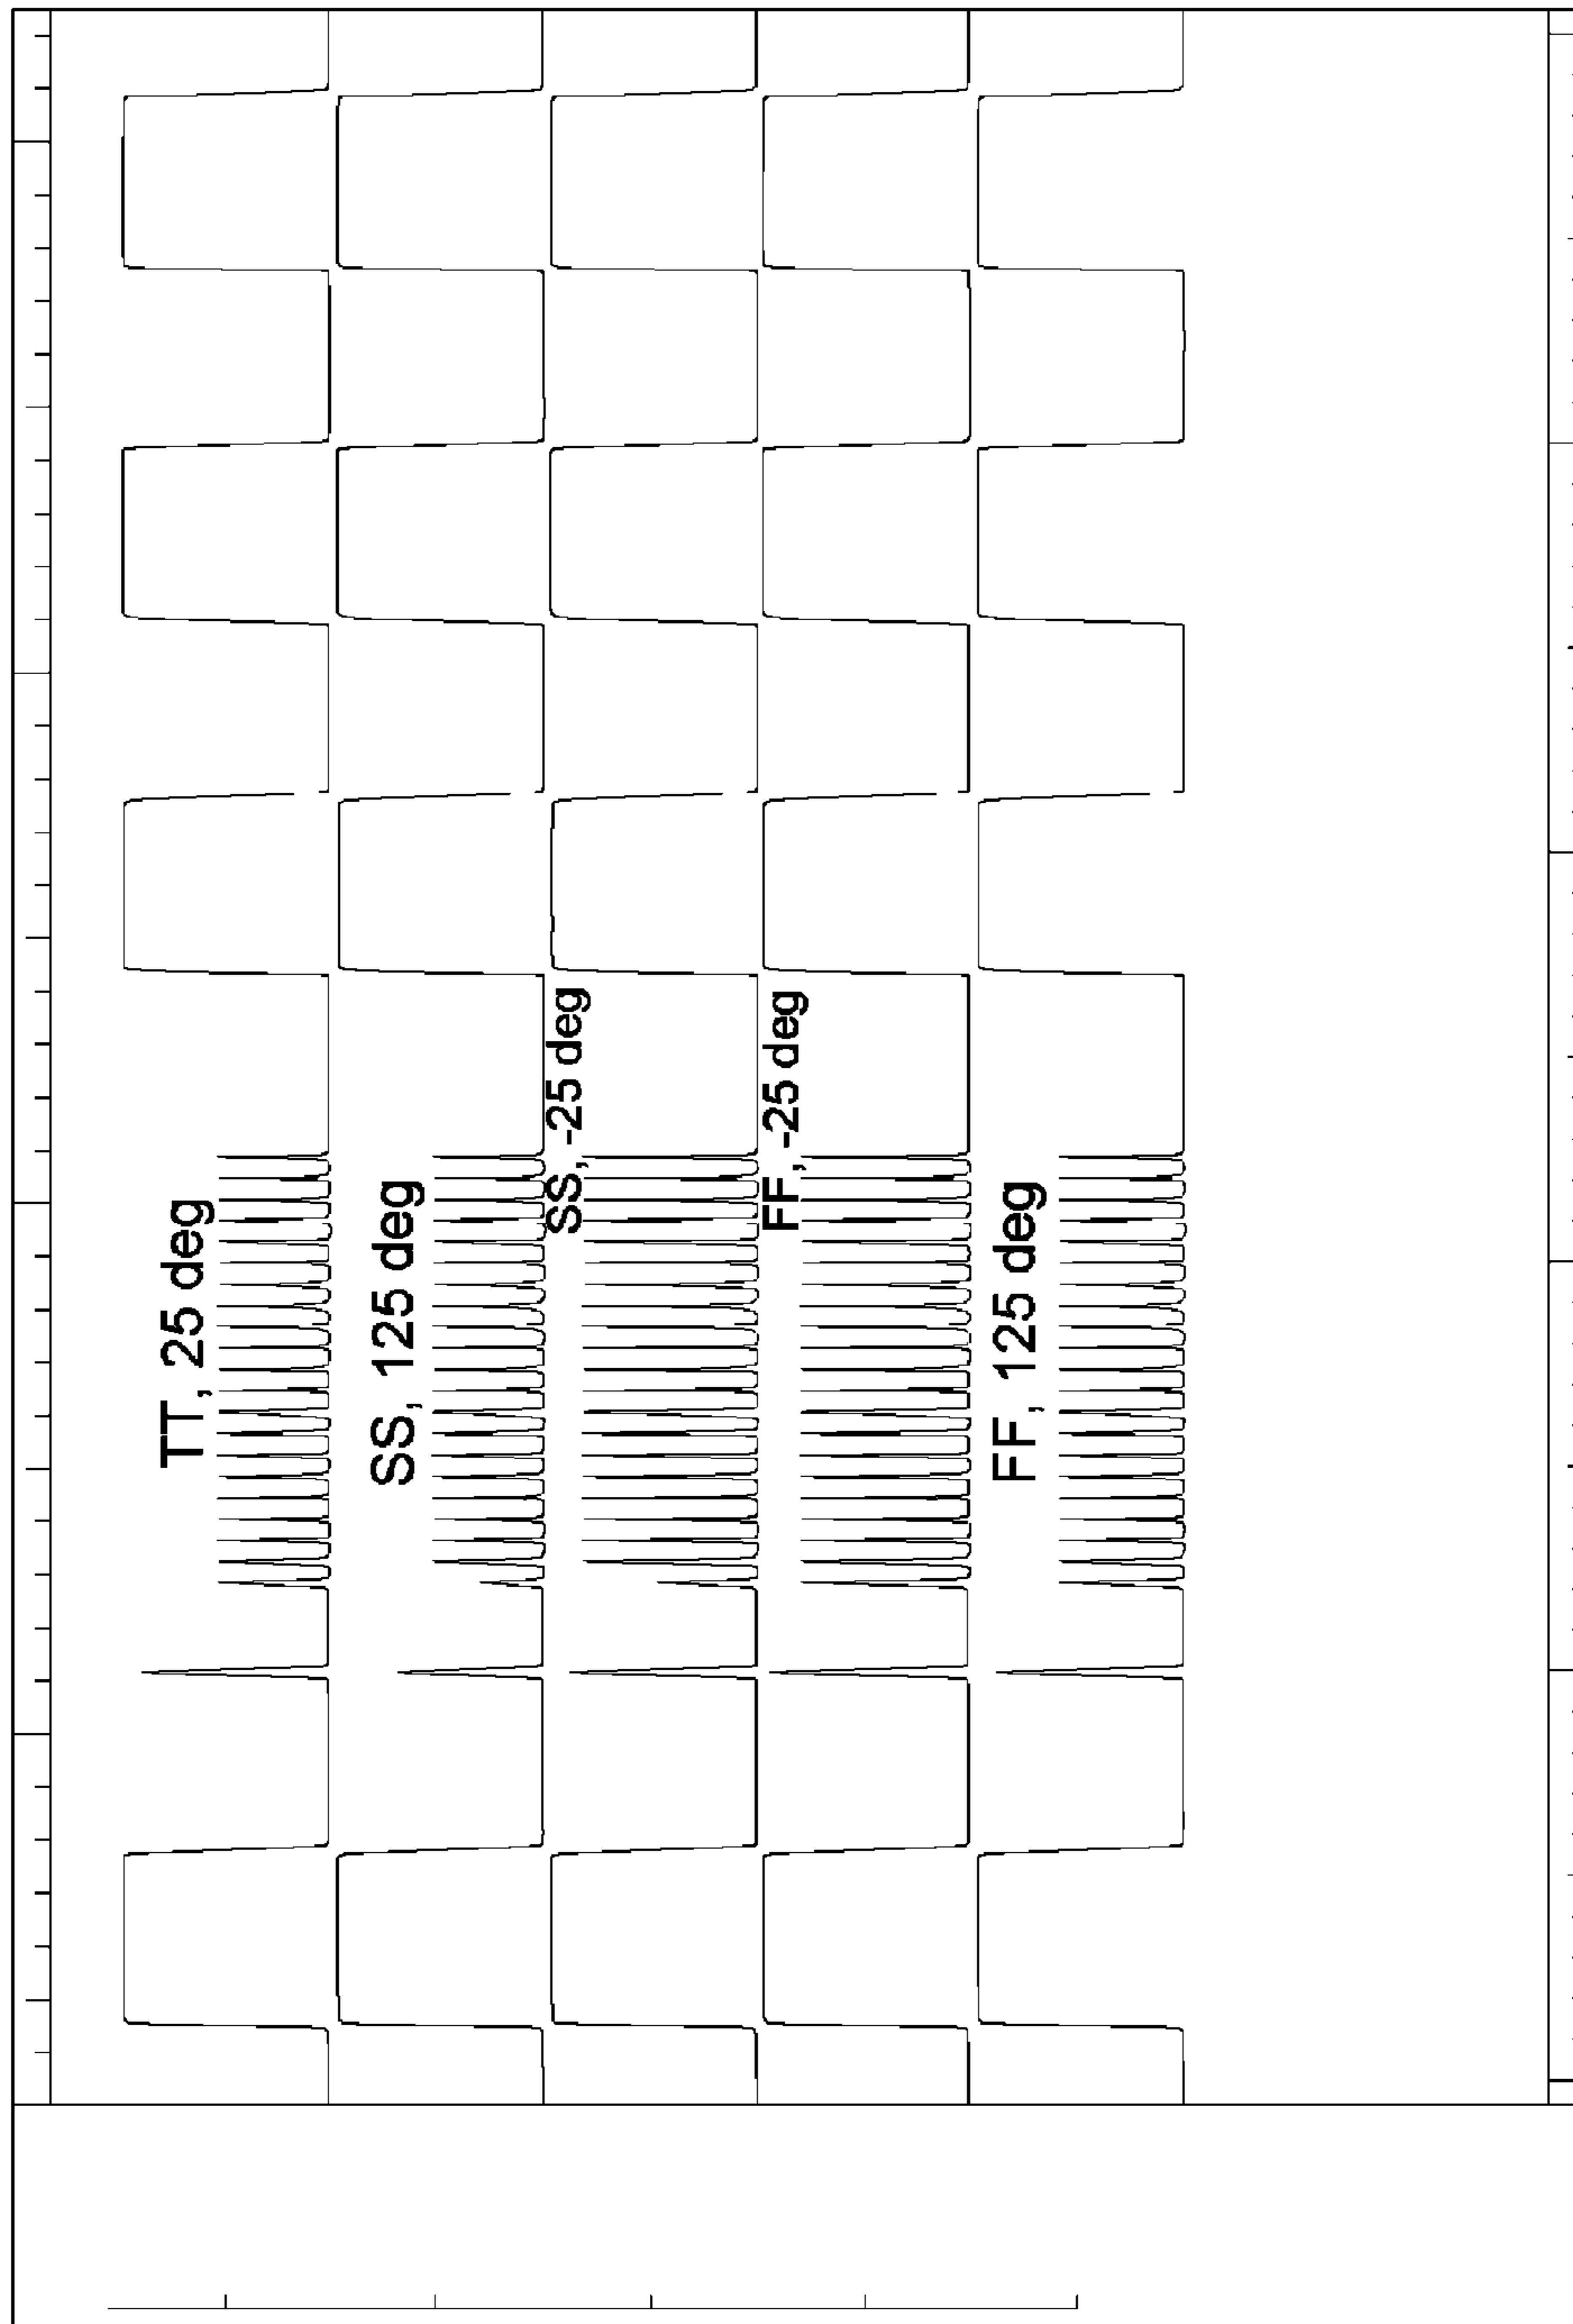 TT, 25 deg
SS, 125 deg
SS, -25 deg
FF, -25 deg
FF, 125 deg